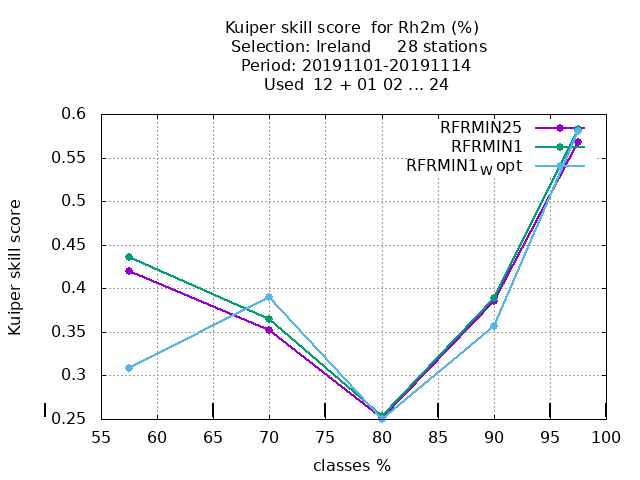 Kuiper skill score  for Rh2m (%)
Selection: Ireland     28 stations
Period: 20191101-20191114
Used  12 + 01 02 ... 24
RFRMIN25
RFRMIN1
RFRMIN1W opt
Kuiper skill score
0.6
0.55
0.5
0.45
0.4
0.35
0.3
0.25
55 60 65 70 75 80 85 90 95 100
classes %